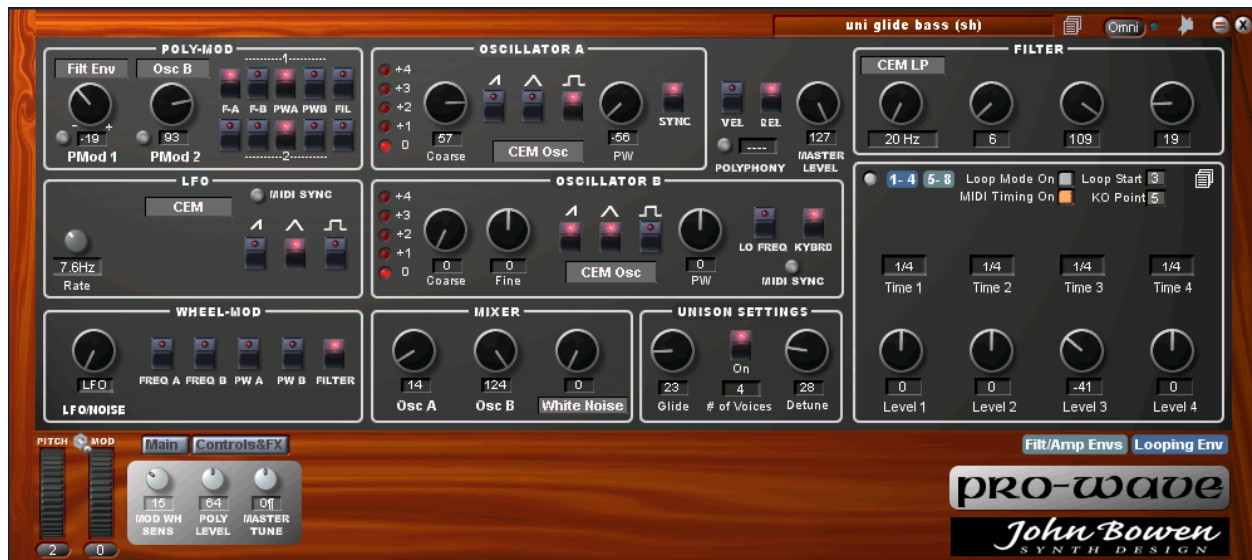 uni glide bass (sh)
Omni
POLY-MOD
Filt Env
Osc B
1
F-A F-B PWA PWB FIL
- +
-19
93
PMod 1
PMod 2
2
OSCILLATOR A
+4
+3
+2
+1
0
57
Coarse
CEM Osc
-56
PW
SYNC
VEL
REL
----
POLYPHONY
127
MASTER
LEVEL
FILTER
CEM LP
20 Hz
6
109
19
LFO
MIDI SYNC
CEM
7.6Hz
Rate
OSCILLATOR B
+4
+3
+2
+1
0
0
Coarse
0
Fine
CEM Osc
0
PW
LO FREQ
KYBRD
MIDI SYNC
1- 4
5- 8
Loop Mode On
Loop Start 3
MIDI Timing On
KO Point 5
1/4
1/4
1/4
1/4
Time 1
Time 2
Time 3
Time 4
0
0
-41
0
Level 1
Level 2
Level 3
Level 4
WHEEL-MOD
LFO
LFO/NOISE
FREQ A
FREQ B
PW A
PW B
FILTER
MIXER
14
124
0
Osc A
Osc B
White Noise
UNISON SETTINGS
On
23
4
28
Glide
# of Voices
Detune
PITCH
MOD
Main
Controls&FX
Filt/Amp Envs
Looping Env
15
64
0¶
MOD WH
SENS
POLY
LEVEL
MASTER
TUNE
2
0
PRO-WAVE
John Bowen
SYNTH DESIGN